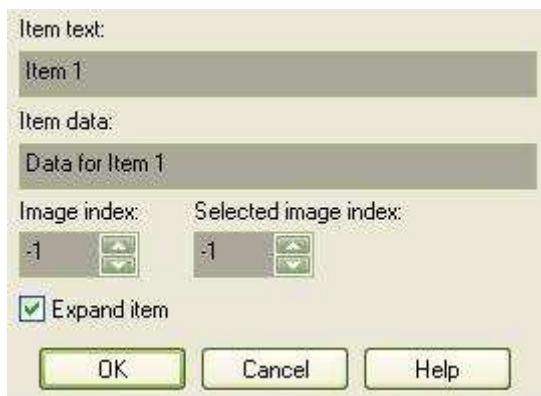 Item text:
Item 1
Item data:
Data for Item 1
Image index: Selected image index:
-1 -1
Expand item
OK Cancel Help